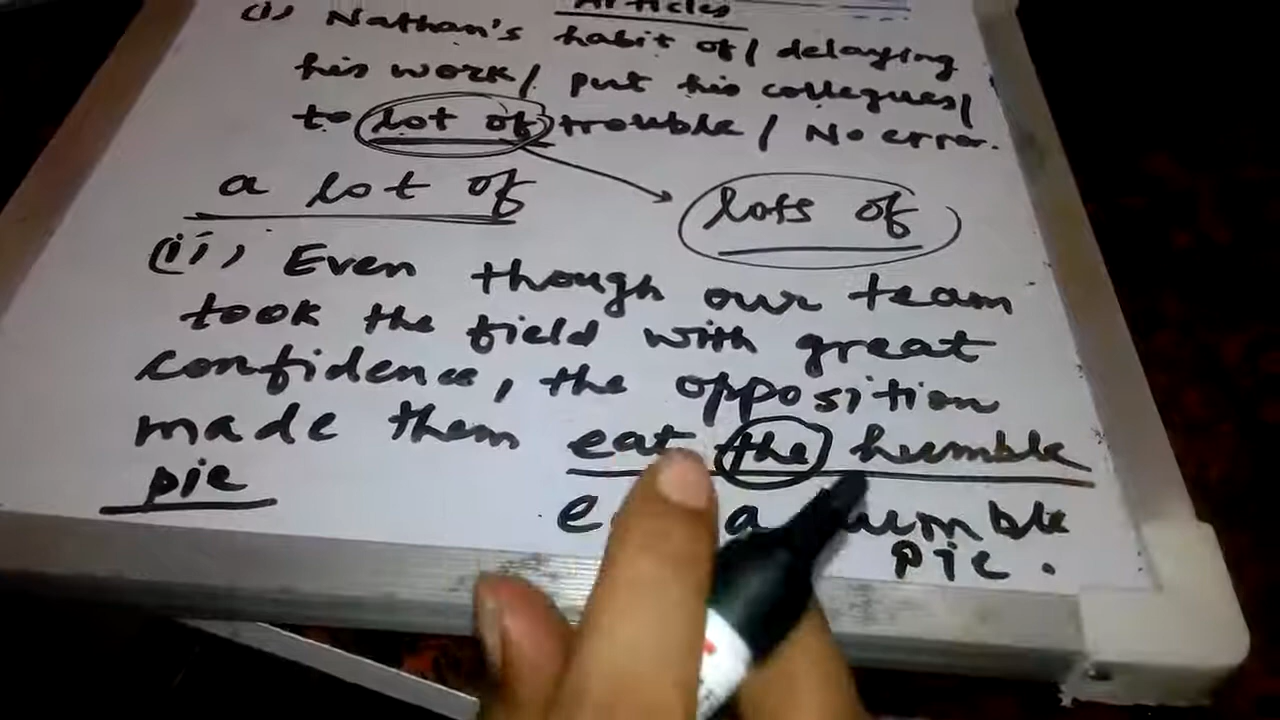 Articles
(i) Nathan's habit of / delaying
his work / put his collegues /
to lot of trouble / No error.
a lot of
lots of
(ii) Even though our team
took the field with great
confidence, the opposition
made them eat the humble
pie
a humble
pie.